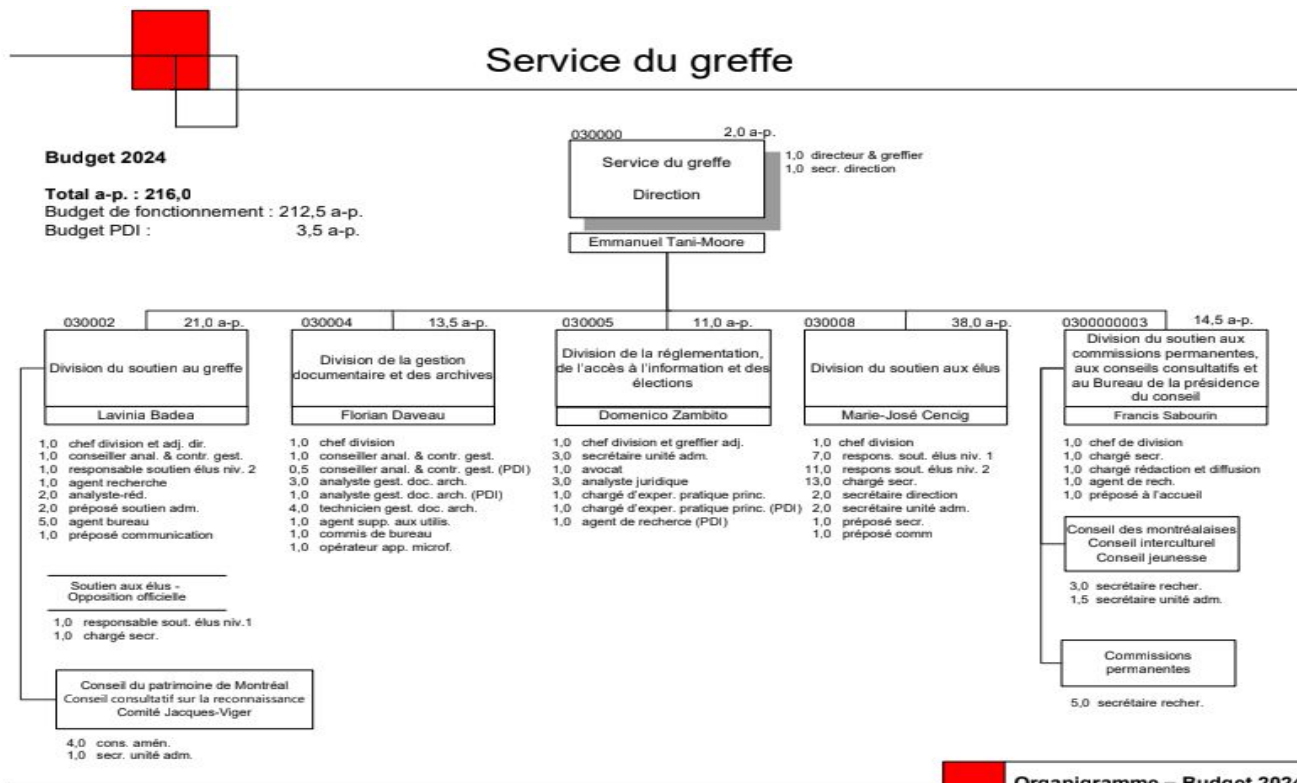 Service du greffe
Budget 2024
Total a-p. : 216,0
Budget de fonctionnement : 212,5 a-p.
Budget PDI : 3,5 a-p.
030000 2,0 a-p.
Service du greffe
Direction
Emmanuel Tani-Moore
1,0 directeur & greffier
1,0 secr. direction
030002 21,0 a-p.
Division du soutien au greffe
Lavinia Badea
1,0 chef division et adj. dir.
1,0 conseiller anal. & contr. gest.
1,0 responsable soutien élus niv. 2
1,0 agent recherche
2,0 analyste-réd.
2,0 préposé soutien adm.
5,0 agent bureau
1,0 préposé communication
Soutien aux élus -
Opposition officielle
1,0 responsable sout. élus niv.1
1,0 chargé secr.
Conseil du patrimoine de Montréal
Conseil consultatif sur la reconnaissance
Comité Jacques-Viger
4,0 cons. amén.
1,0 secr. unité adm.
030004 13,5 a-p.
Division de la gestion
documentaire et des archives
Florian Daveau
1,0 chef division
1,0 conseiller anal. & contr. gest.
0,5 conseiller anal. & contr. gest. (PDI)
3,0 analyste gest. doc. arch.
1,0 analyste gest. doc. arch. (PDI)
4,0 technicien gest. doc. arch.
1,0 agent supp. aux utilis.
1,0 commis de bureau
1,0 opérateur app. microf.
030005 11,0 a-p.
Division de la réglementation,
de l'accès à l'information et des
élections
Domenico Zambito
1,0 chef division et greffier adj.
3,0 secrétaire unité adm.
1,0 avocat
3,0 analyste juridique
1,0 chargé d'exper. pratique princ.
1,0 chargé d'exper. pratique princ. (PDI)
1,0 agent de recherce (PDI)
030008 38,0 a-p.
Division du soutien aux élus
Marie-José Cencig
1,0 chef division
7,0 respons. sout. élus niv. 1
11,0 respons sout. élus niv. 2
13,0 chargé secr.
2,0 secrétaire direction
2,0 secrétaire unité adm.
1,0 préposé secr.
1,0 préposé comm
0300000003 14,5 a-p.
Division du soutien aux
commissions permanentes,
aux conseils consultatifs et
au Bureau de la présidence
du conseil
Francis Sabourin
1,0 chef de division
1,0 chargé secr.
1,0 chargé rédaction et diffusion
1,0 agent de rech.
1,0 préposé à l'accueil
Conseil des montréalaises
Conseil interculturel
Conseil jeunesse
3,0 secrétaire recher.
1,5 secrétaire unité adm.
Commissions
permanentes
5,0 secrétaire recher.
Organigramme – Budget 2024